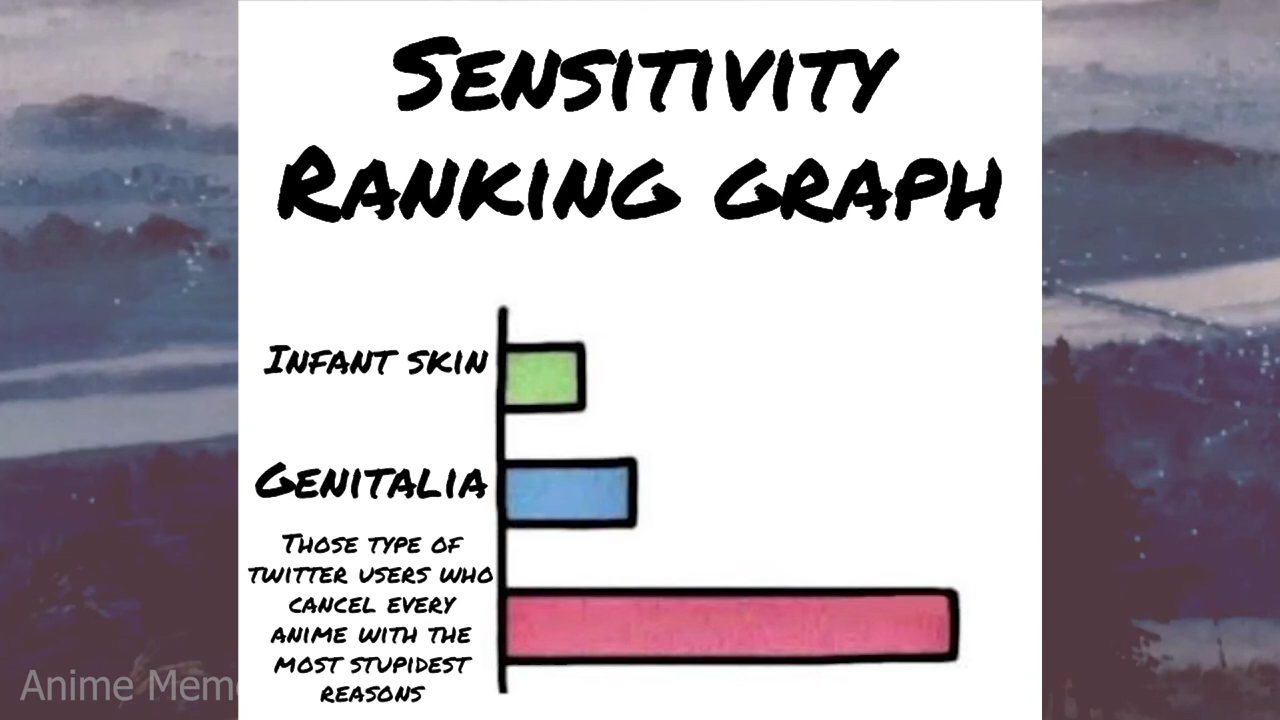 SENSITIVITY
RANKING GRAPH
INFANT SKIN
GENITALIA
THOSE TYPE OF
TWITTER USERS WHO
CANCEL EVERY
ANIME WITH THE
MOST STUPIDEST
REASONS
Anime Mem